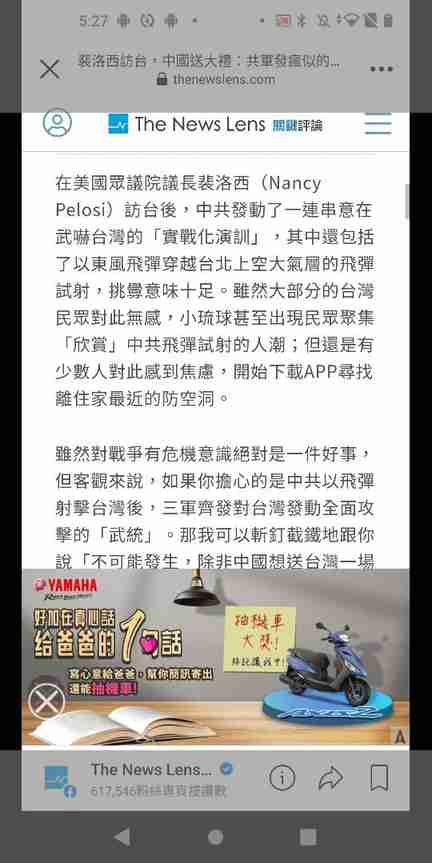 5:27
裴洛西訪台，中國送大禮：共軍發瘋似的...
thenewslens.com
The News Lens 關鍵評論
在美國眾議院議長裴洛西（Nancy
Pelosi）訪台後，中共發動了一連串意在
武嚇台灣的「實戰化演訓」，其中還包括
了以東風飛彈穿越台北上空大氣層的飛彈
試射，挑釁意味十足。雖然大部分的台灣
民眾對此無感，小琉球甚至出現民眾聚集
「欣賞」中共飛彈試射的人潮；但還是有
少數人對此感到焦慮，開始下載APP尋找
離住家最近的防空洞。
雖然對戰爭有危機意識絕對是一件好事，
但客觀來說，如果你擔心的是中共以飛彈
射擊台灣後，三軍齊發對台灣發動全面攻
擊的「武統」。那我可以斬釘截鐵地跟你
說「不可能發生，除非中國想送台灣一場
YAMAHA
好加在真心話
給爸爸的1句話
寫心意給爸爸，幫你簡訊寄出
還能抽機車!
抽機車
大獎!
The News Lens...
617,546粉絲專頁按讚數